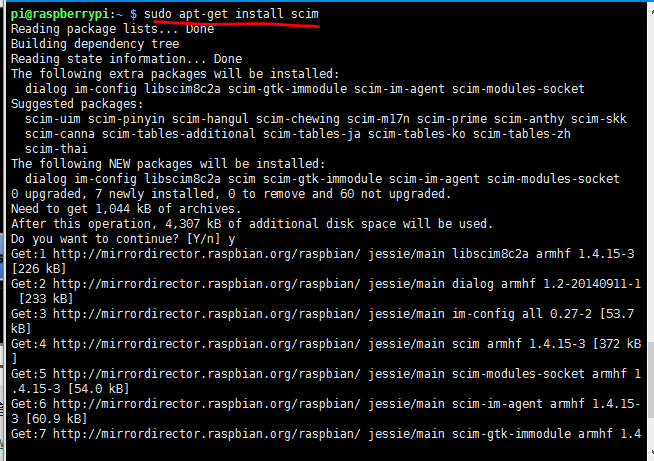 pi@raspberrypi:~ $ sudo apt-get install scim
Reading package lists... Done
Building dependency tree
Reading state information... Done
The following extra packages will be installed:
  dialog im-config libscim8c2a scim-gtk-immodule scim-im-agent scim-modules-socket
Suggested packages:
  scim-uim scim-pinyin scim-hangul scim-chewing scim-m17n scim-prime scim-anthy scim-skk
  scim-canna scim-tables-additional scim-tables-ja scim-tables-ko scim-tables-zh
  scim-thai
The following NEW packages will be installed:
  dialog im-config libscim8c2a scim scim-gtk-immodule scim-im-agent scim-modules-socket
0 upgraded, 7 newly installed, 0 to remove and 60 not upgraded.
Need to get 1,044 kB of archives.
After this operation, 4,307 kB of additional disk space will be used.
Do you want to continue? [Y/n] y
Get:1 http://mirrordirector.raspbian.org/raspbian/ jessie/main libscim8c2a armhf 1.4.15-3
[226 kB]
Get:2 http://mirrordirector.raspbian.org/raspbian/ jessie/main dialog armhf 1.2-20140911-1
 [233 kB]
Get:3 http://mirrordirector.raspbian.org/raspbian/ jessie/main im-config all 0.27-2 [53.7
kB]
Get:4 http://mirrordirector.raspbian.org/raspbian/ jessie/main scim armhf 1.4.15-3 [372 kB
]
Get:5 http://mirrordirector.raspbian.org/raspbian/ jessie/main scim-modules-socket armhf 1
.4.15-3 [54.0 kB]
Get:6 http://mirrordirector.raspbian.org/raspbian/ jessie/main scim-im-agent armhf 1.4.15-
3 [60.9 kB]
Get:7 http://mirrordirector.raspbian.org/raspbian/ jessie/main scim-gtk-immodule armhf 1.4